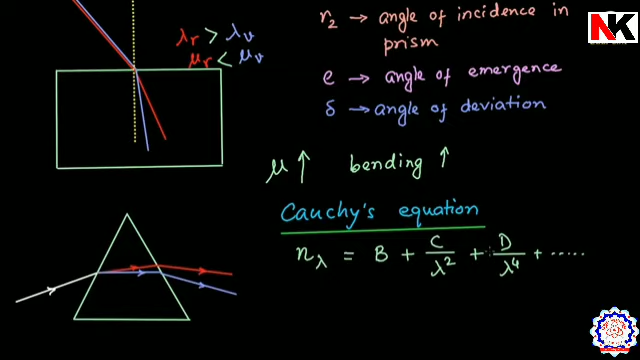 λr > λv
μr < μv
r2 → angle of incidence in
prism
e → angle of emergence
δ → angle of deviation
μ ↑ bending ↑
Cauchy's equation
nλ = B + C/λ² + D/λ⁴ + .....
NK